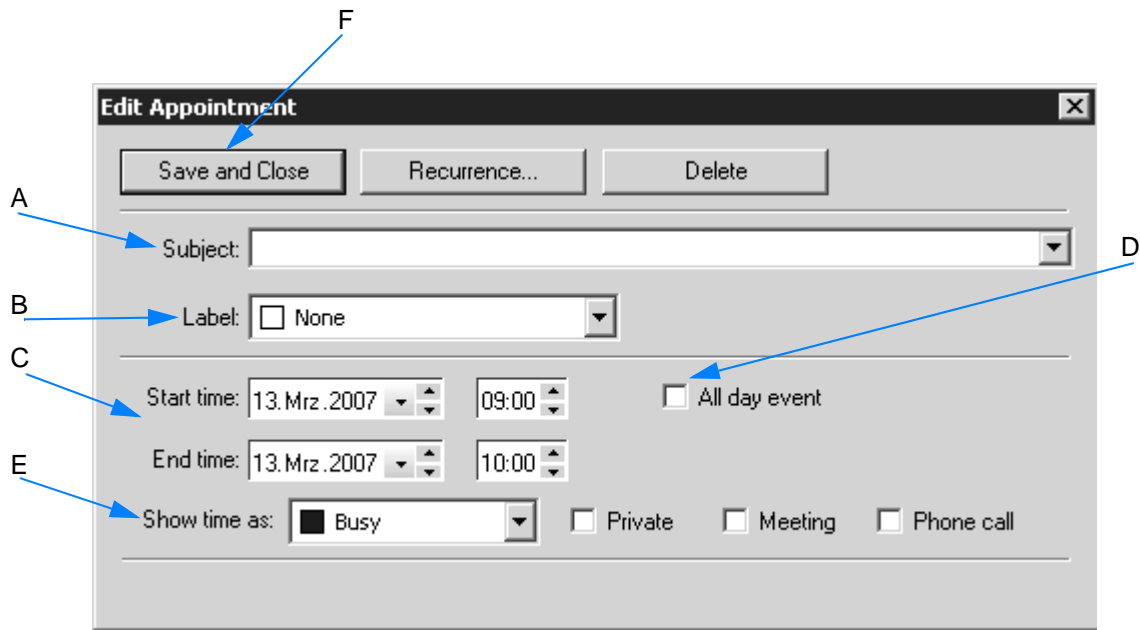 F
Edit Appointment
Save and Close Recurrence... Delete
A
Subject:
D
B
Label: None
C
Start time: 13. Mrz .2007 09:00 All day event
End time: 13. Mrz .2007 10:00
E
Show time as: Busy Private Meeting Phone call